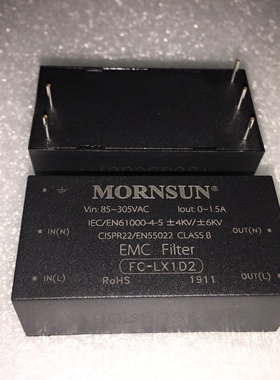 MORNSUN®
Vin: 85~305VAC Iout: 0~1.5A
IEC/EN61000-4-5 ±4KV/±6KV
CISPR22/EN55022 CLASS B
IN(N) EMC Filter OUT(N)
FC-LX1D2
IN(L) RoHS 1911 OUT(L)